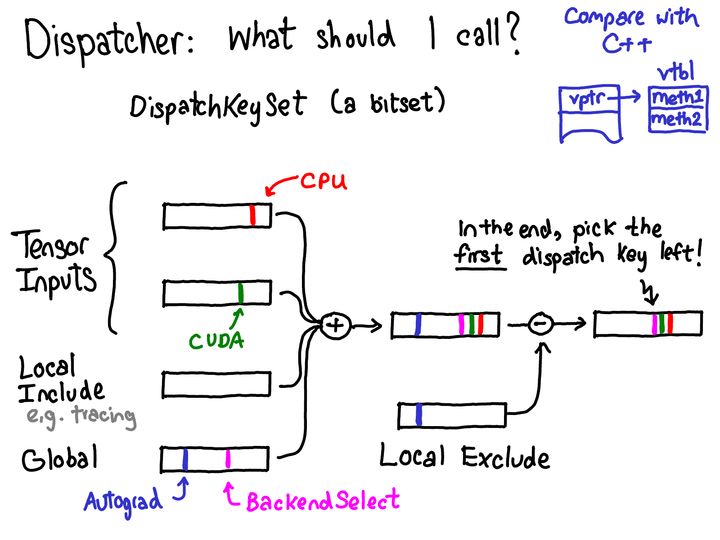 Dispatcher: What should I call?
Compare with
C++
vtbl
vptr
meth1
meth2
DispatchKeySet (a bitset)
CPU
Tensor
Inputs
CUDA
In the end, pick the
first dispatch key left!
+
-
Local
Include
e.g. tracing
Global
Local Exclude
Autograd
BackendSelect